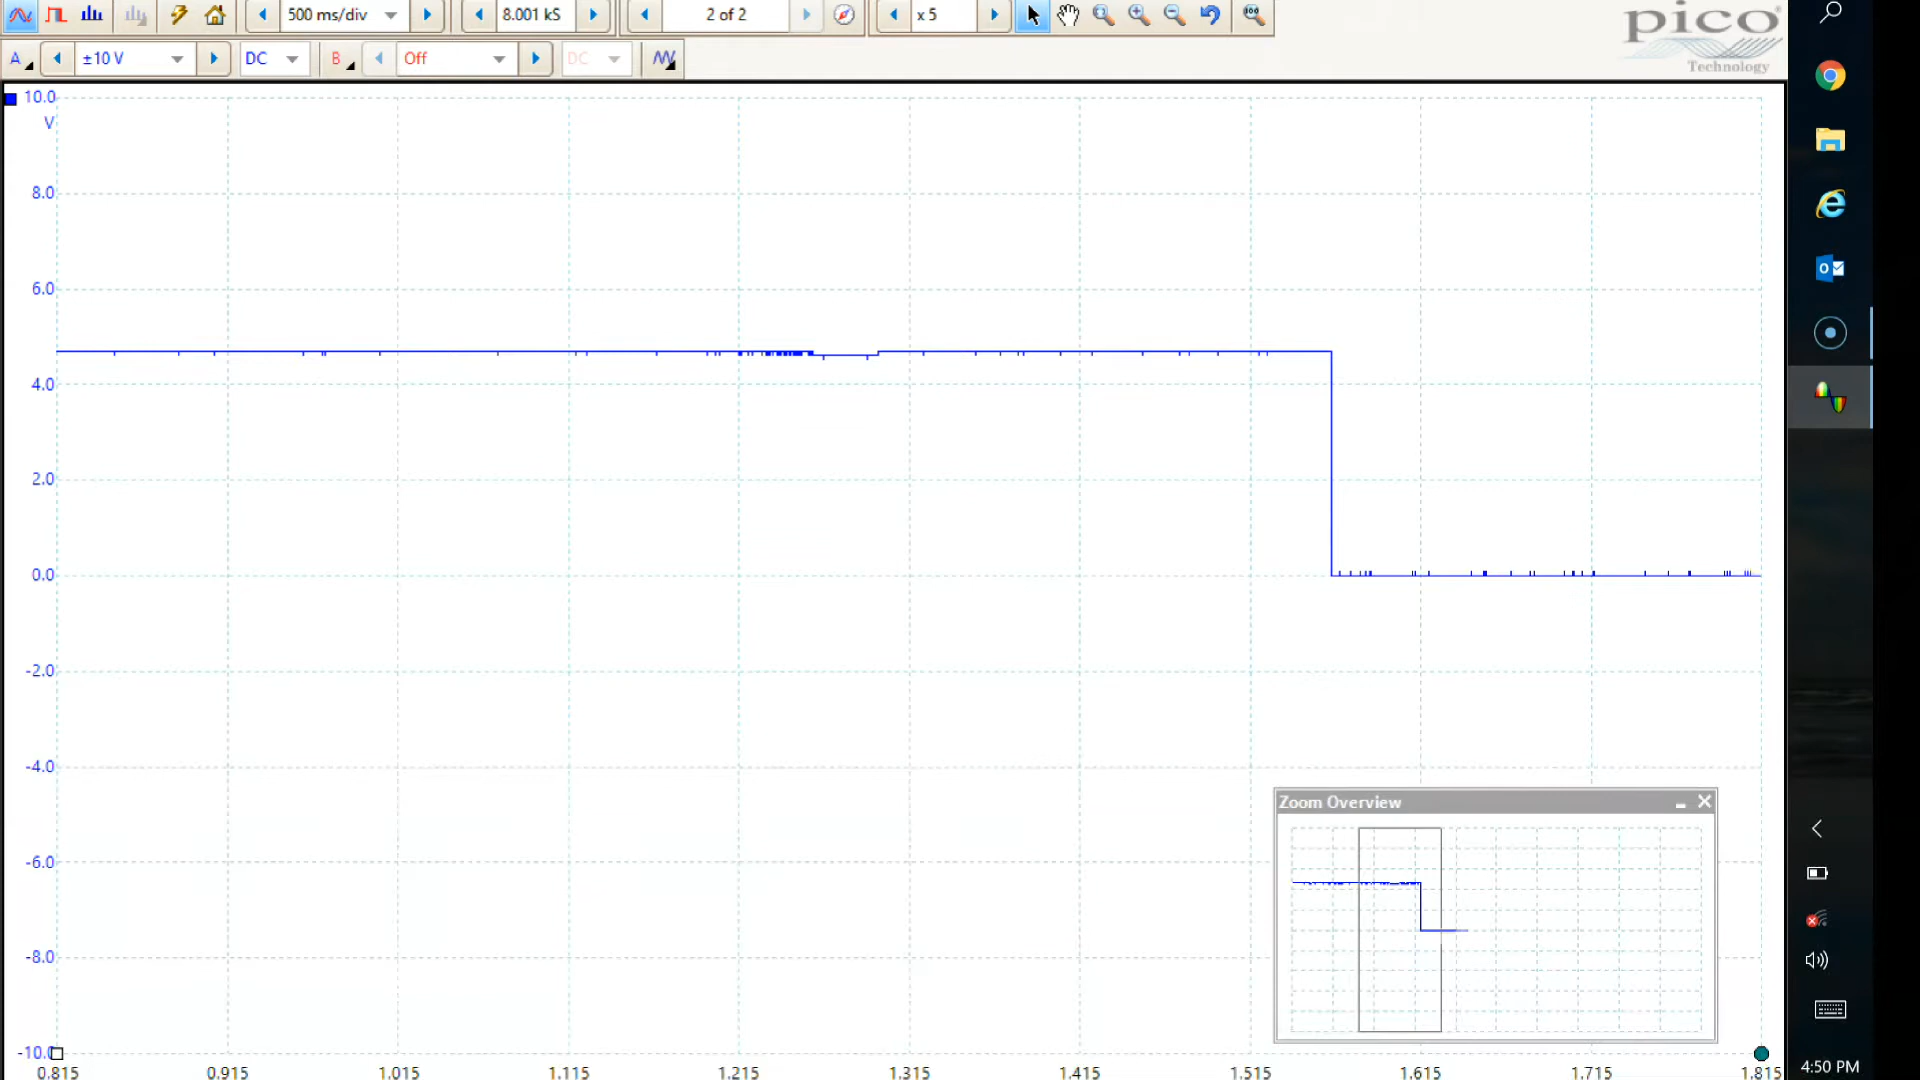 500 ms/div 8.001 kS 2 of 2 x 5
pico
Technology
A ±10 V DC B Off DC
10.0
V
8.0
6.0
4.0
2.0
0.0
-2.0
-4.0
-6.0
-8.0
-10.0
0.815 0.915 1.015 1.115 1.215 1.315 1.415 1.515 1.615 1.715 1.815
Zoom Overview
4:50 PM